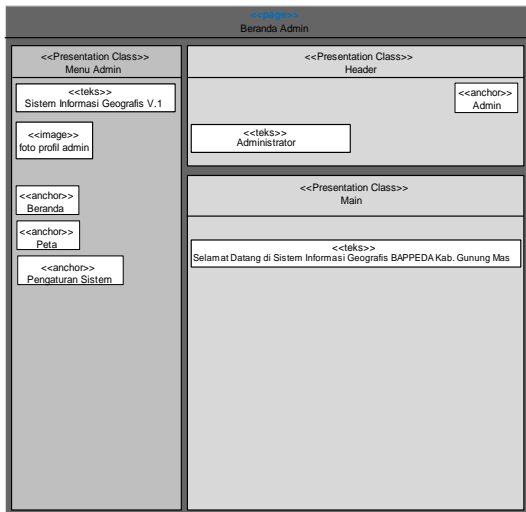 <<page>>
Beranda Admin
<<Presentation Class>>
Menu Admin
<<teks>>
Sistem Informasi Geografis V.1
<<image>>
foto profil admin
<<anchor>>
Beranda
<<anchor>>
Peta
<<anchor>>
Pengaturan Sistem
<<Presentation Class>>
Header
<<anchor>>
Admin
<<teks>>
Administrator
<<Presentation Class>>
Main
<<teks>>
Selamat Datang di Sistem Informasi Geografis BAPPEDA Kab. Gunung Mas